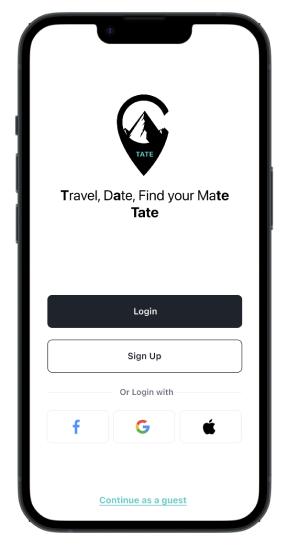 TATE
Travel, Date, Find your Mate
Tate
Login
Sign Up
Or Login with
Continue as a guest